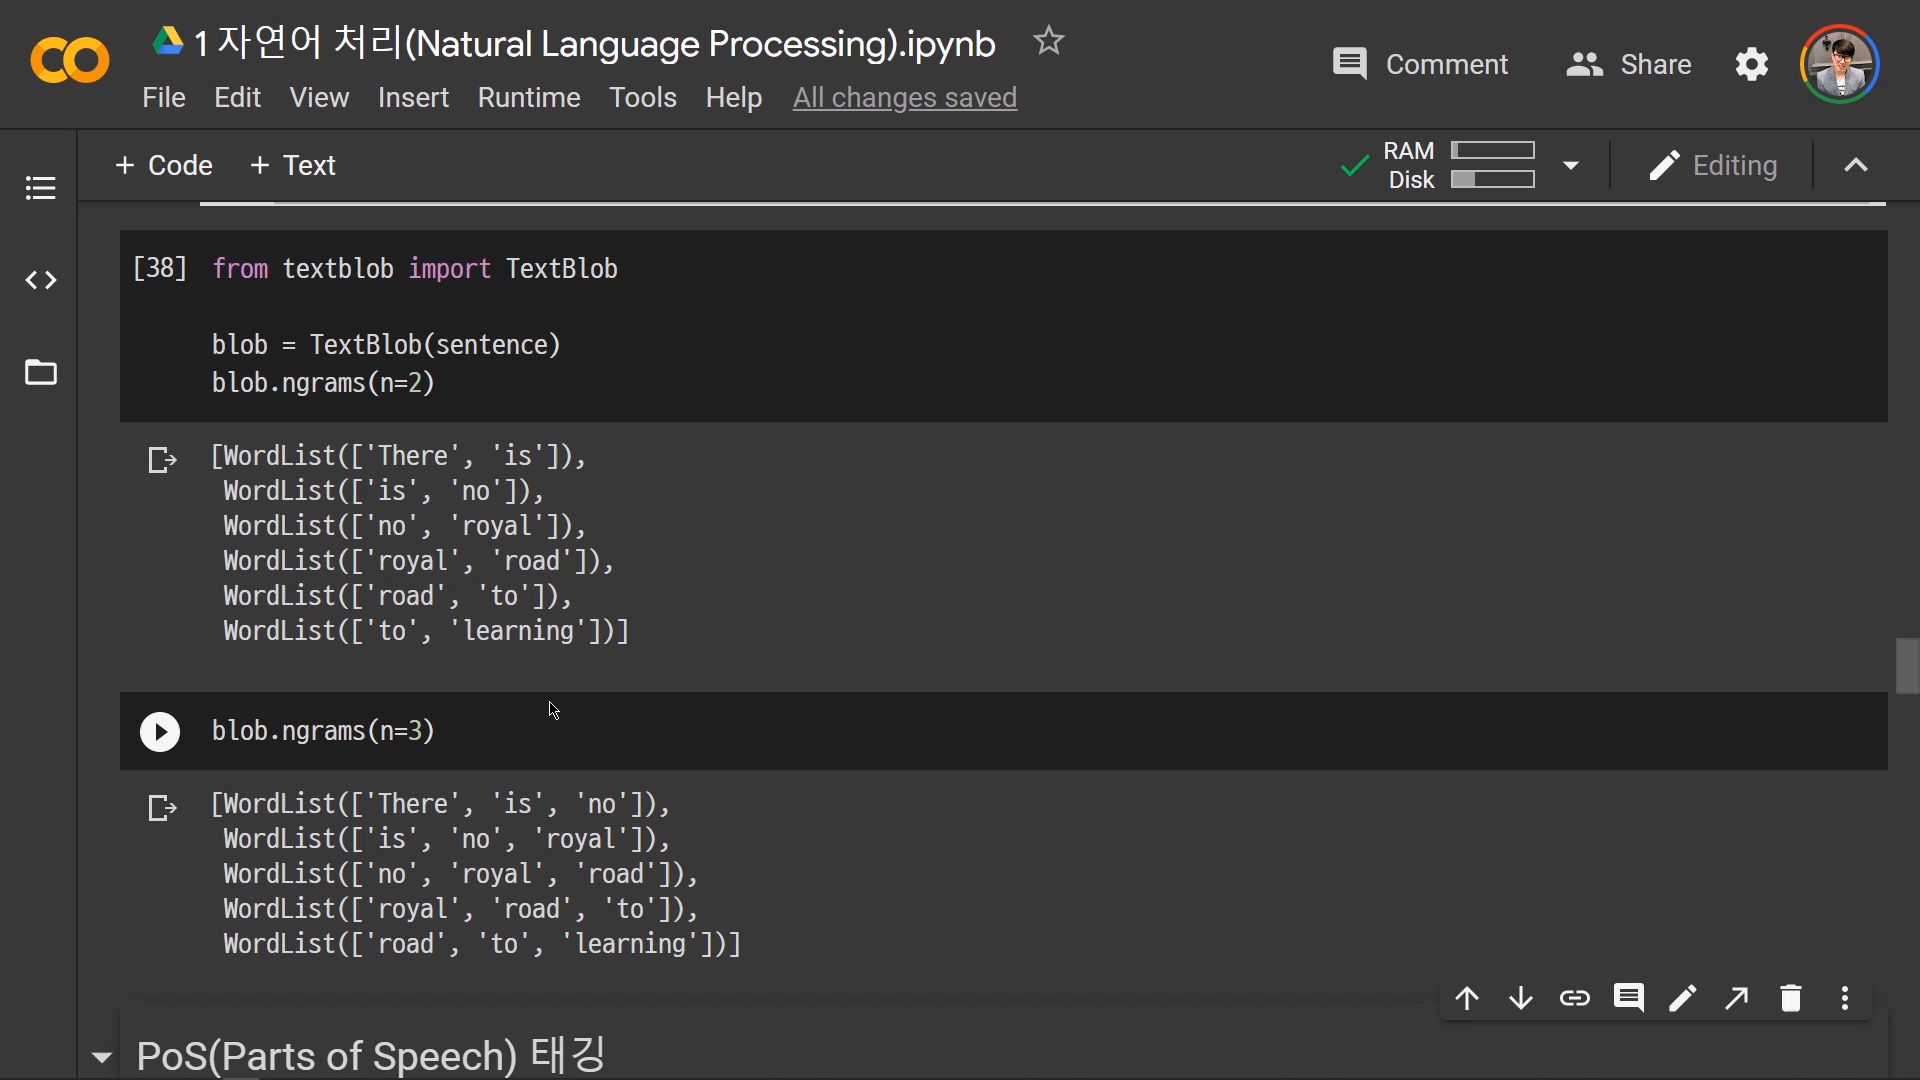 1 자연어 처리(Natural Language Processing).ipynb
Comment
Share
File Edit View Insert Runtime Tools Help All changes saved
+ Code + Text
RAM
Disk
Editing
[38] from textblob import TextBlob
blob = TextBlob(sentence)
blob.ngrams(n=2)
[WordList(['There', 'is']),
WordList(['is', 'no']),
WordList(['no', 'royal']),
WordList(['royal', 'road']),
WordList(['road', 'to']),
WordList(['to', 'learning'])]
blob.ngrams(n=3)
[WordList(['There', 'is', 'no']),
WordList(['is', 'no', 'royal']),
WordList(['no', 'royal', 'road']),
WordList(['royal', 'road', 'to']),
WordList(['road', 'to', 'learning'])]
PoS(Parts of Speech) 태깅